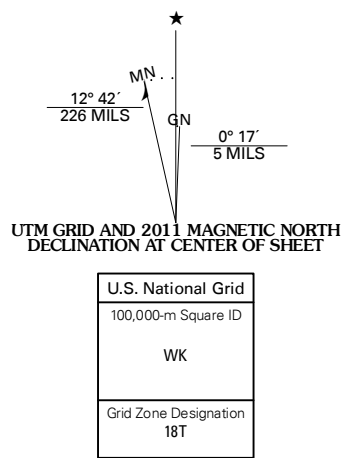 ★
MN
GN
12° 42´
226 MILS
0° 17´
5 MILS
UTM GRID AND 2011 MAGNETIC NORTH
DECLINATION AT CENTER OF SHEET
U.S. National Grid
100,000-m Square ID
WK
Grid Zone Designation
18T